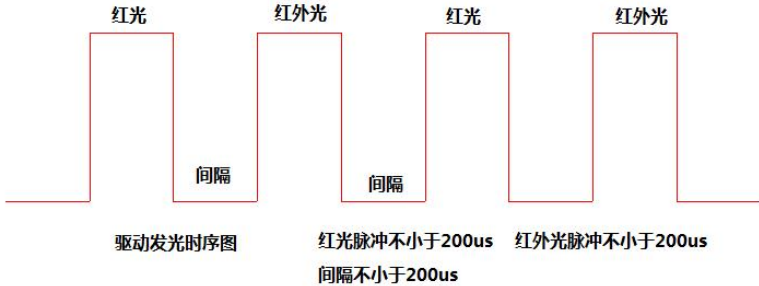 红光 红外光 红光 红外光
间隔 间隔
驱动发光时序图 红光脉冲不小于200us 红外光脉冲不小于200us
间隔不小于200us